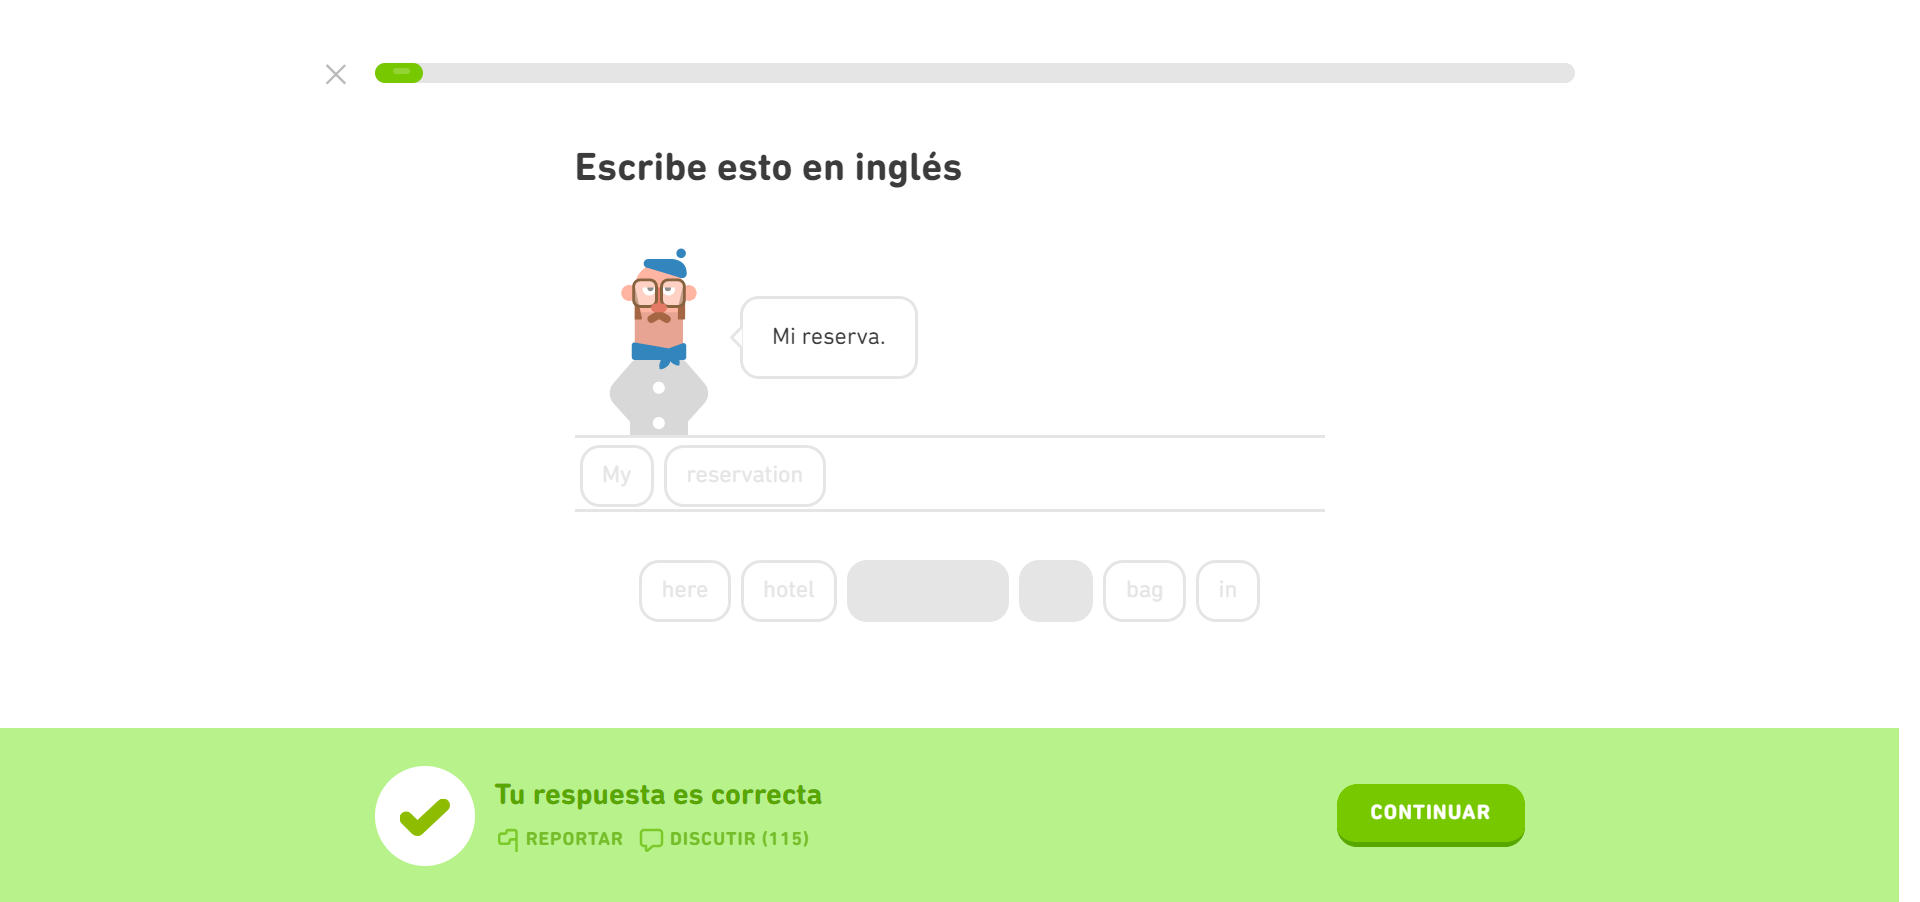 Escribe esto en inglés
Mi reserva.
My reservation
here hotel bag in
Tu respuesta es correcta
REPORTAR DISCUTIR (115)
CONTINUAR